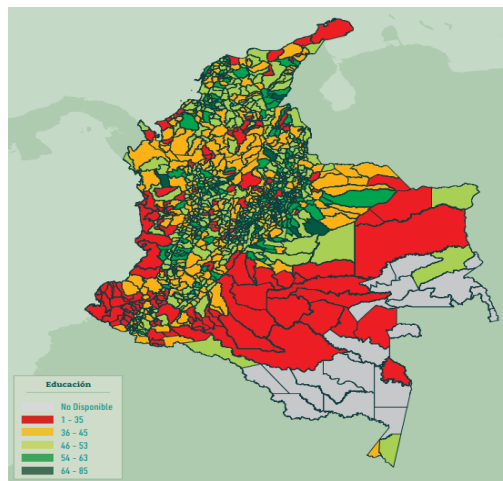 Educación
No Disponible
1 - 35
36 - 45
46 - 53
54 - 63
64 - 85